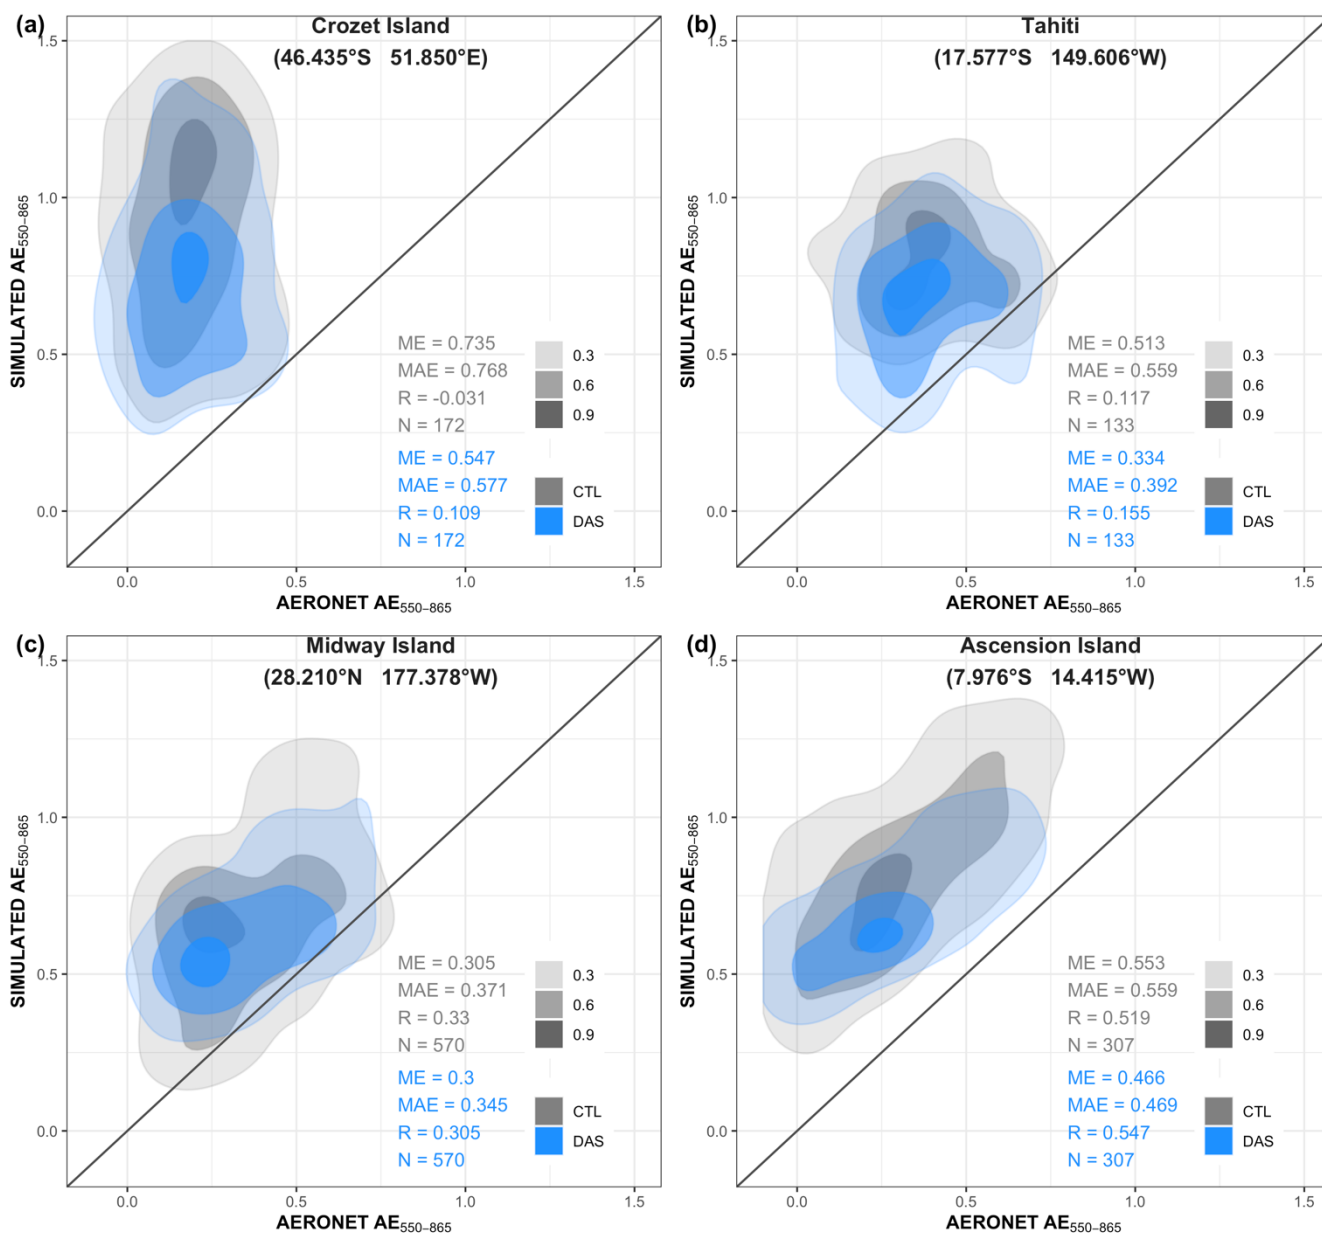 (a)
Crozet Island
(46.435°S 51.850°E)
SIMULATED AE550−865
1.5
1.0
0.5
0.0
ME = 0.735
MAE = 0.768
R = -0.031
N = 172
ME = 0.547
MAE = 0.577
R = 0.109
N = 172
0.3
0.6
0.9
CTL
DAS
0.0 0.5 1.0 1.5
AERONET AE550−865
(b)
Tahiti
(17.577°S 149.606°W)
SIMULATED AE550−865
1.5
1.0
0.5
0.0
ME = 0.513
MAE = 0.559
R = 0.117
N = 133
ME = 0.334
MAE = 0.392
R = 0.155
N = 133
0.3
0.6
0.9
CTL
DAS
0.0 0.5 1.0 1.5
AERONET AE550−865
(c)
Midway Island
(28.210°N 177.378°W)
SIMULATED AE550−865
1.5
1.0
0.5
0.0
ME = 0.305
MAE = 0.371
R = 0.33
N = 570
ME = 0.3
MAE = 0.345
R = 0.305
N = 570
0.3
0.6
0.9
CTL
DAS
0.0 0.5 1.0 1.5
AERONET AE550−865
(d)
Ascension Island
(7.976°S 14.415°W)
SIMULATED AE550−865
1.5
1.0
0.5
0.0
ME = 0.553
MAE = 0.559
R = 0.519
N = 307
ME = 0.466
MAE = 0.469
R = 0.547
N = 307
0.3
0.6
0.9
CTL
DAS
0.0 0.5 1.0 1.5
AERONET AE550−865